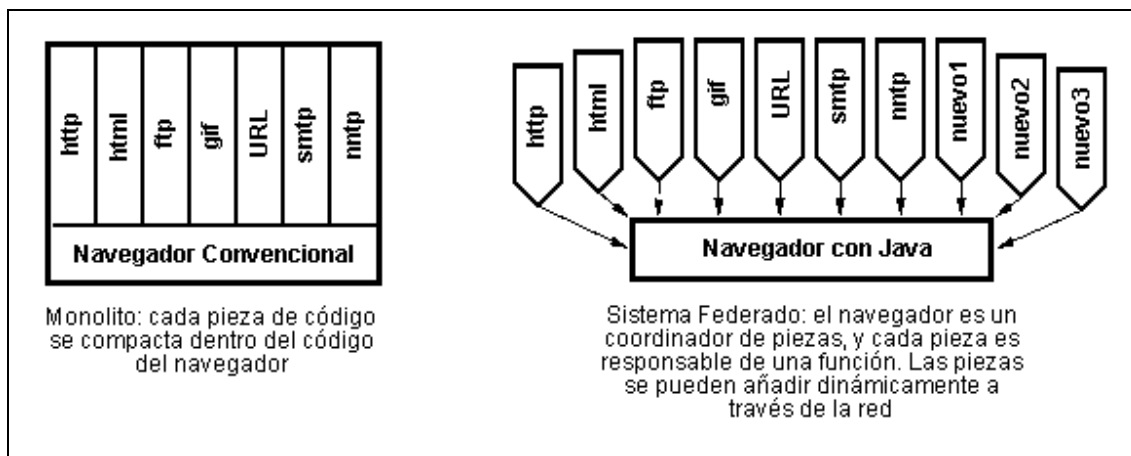 http
html
ftp
gif
URL
smtp
nntp
Navegador Convencional
Monolito: cada pieza de código
se compacta dentro del código
del navegador
http
html
ftp
gif
URL
smtp
nntp
nuevo1
nuevo2
nuevo3
Navegador con Java
Sistema Federado: el navegador es un
coordinador de piezas, y cada pieza es
responsable de una función. Las piezas
se pueden añadir dinámicamente a
través de la red